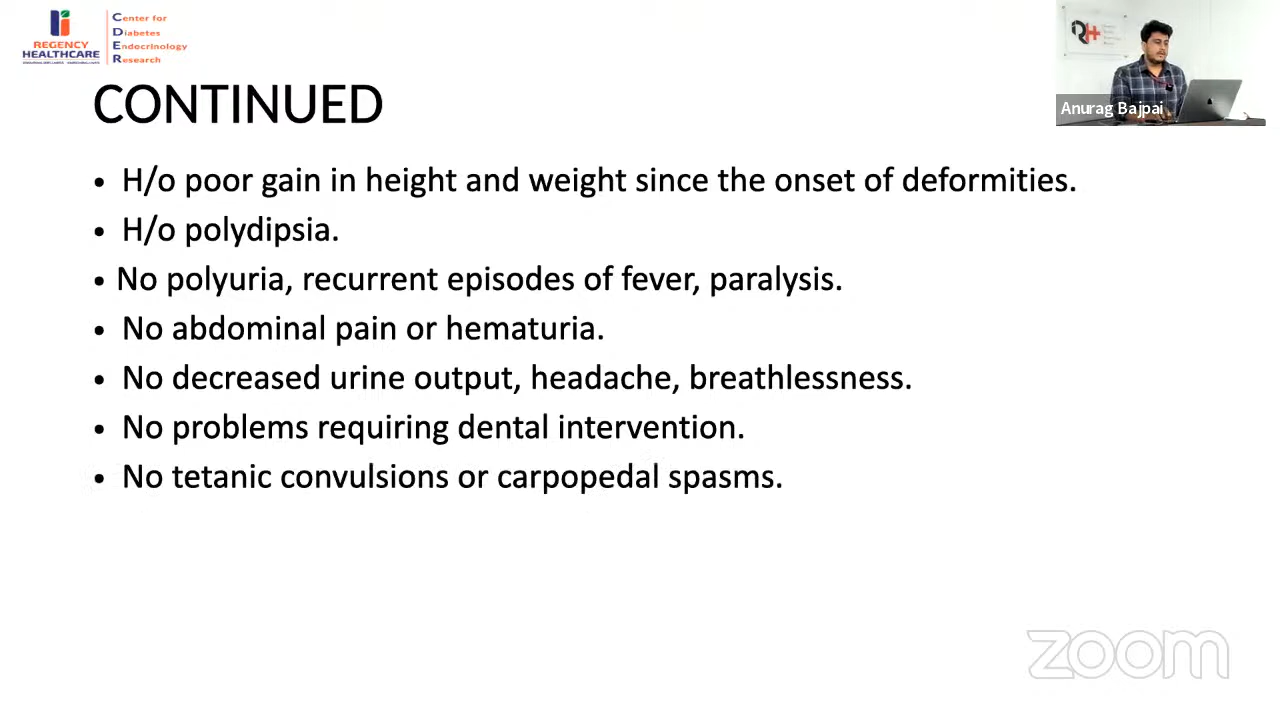 REGENCY
HEALTHCARE
Center for
Diabetes
Endocrinology
Research
CONTINUED
• H/o poor gain in height and weight since the onset of deformities.
• H/o polydipsia.
• No polyuria, recurrent episodes of fever, paralysis.
• No abdominal pain or hematuria.
• No decreased urine output, headache, breathlessness.
• No problems requiring dental intervention.
• No tetanic convulsions or carpopedal spasms.
RH+
Anurag Bajpai
zoom